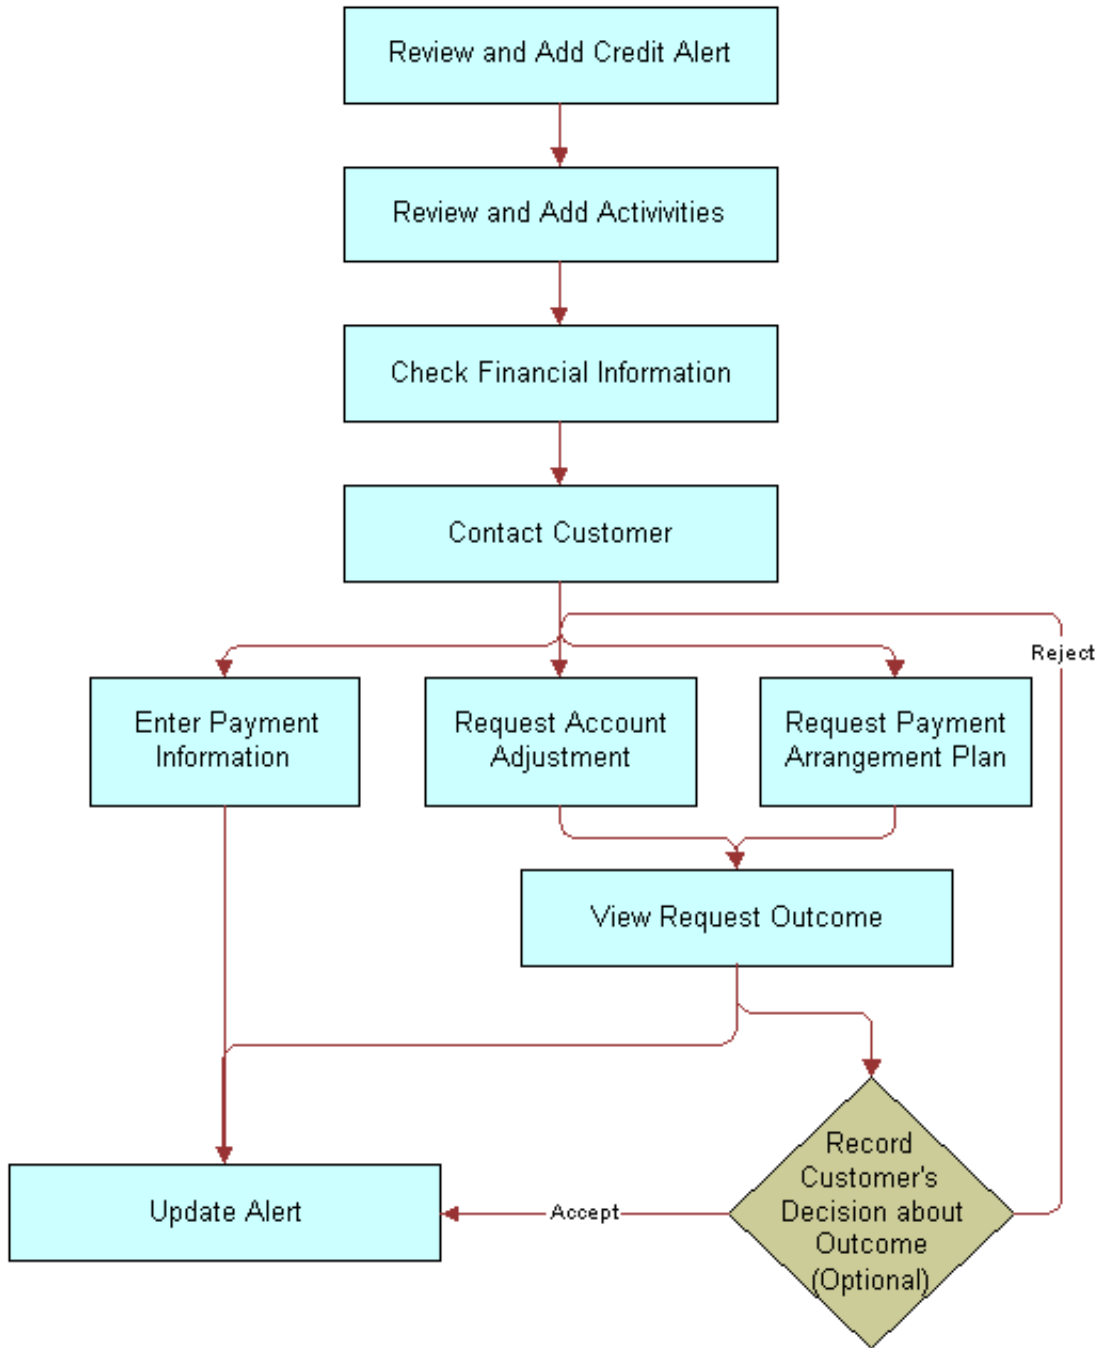 Review and Add Credit Alert
Review and Add Activivities
Check Financial Information
Contact Customer
Reject
Enter Payment
Information
Request Account
Adjustment
Request Payment
Arrangement Plan
View Request Outcome
Record
Customer's
Decision about
Outcome
(Optional)
Accept
Update Alert